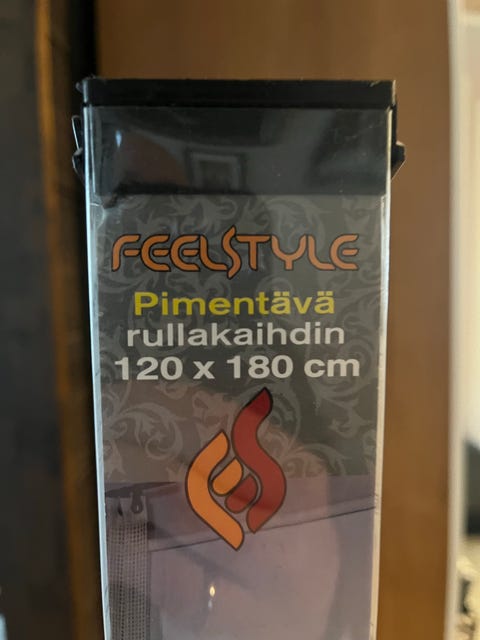 FEELSTYLE
Pimentävä
rullakaihdin
120 x 180 cm